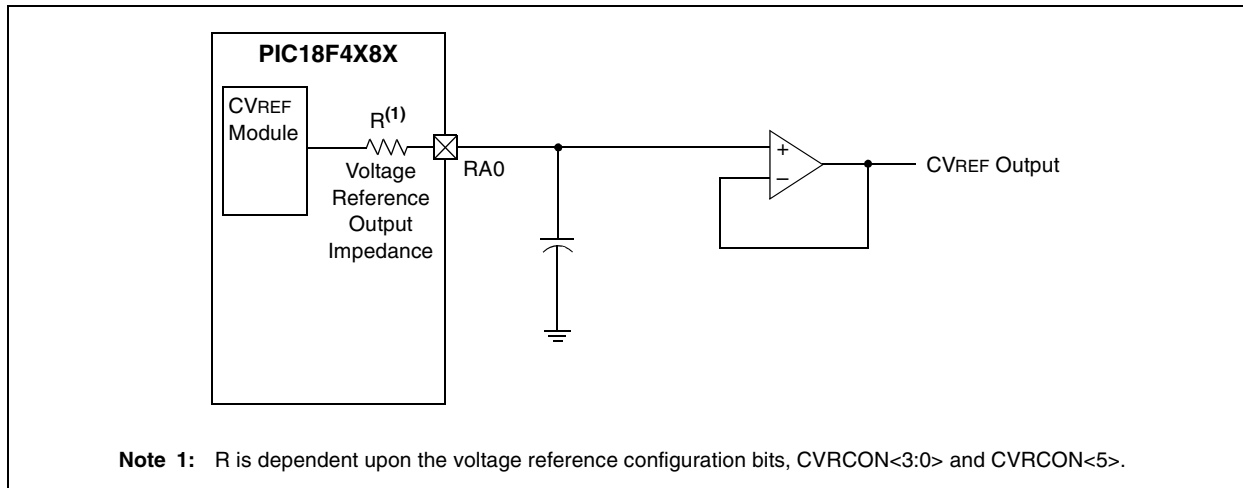 PIC18F4X8X
CVREF
Module
R(1)
Voltage
Reference
Output
Impedance
RA0
+
–
CVREF Output
Note 1: R is dependent upon the voltage reference configuration bits, CVRCON<3:0> and CVRCON<5>.